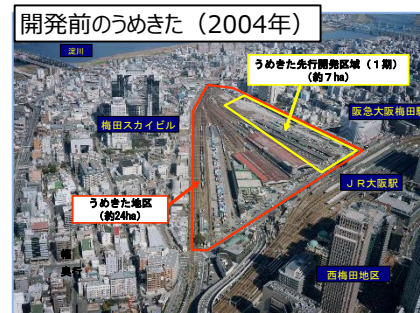 開発前のうめきた（2004年）
淀川
うめきた先行開発区域（1期）
（約7ha）
阪急大阪梅田駅
梅田スカイビル
ＪＲ大阪駅
うめきた地区
（約24ha）
西梅田地区